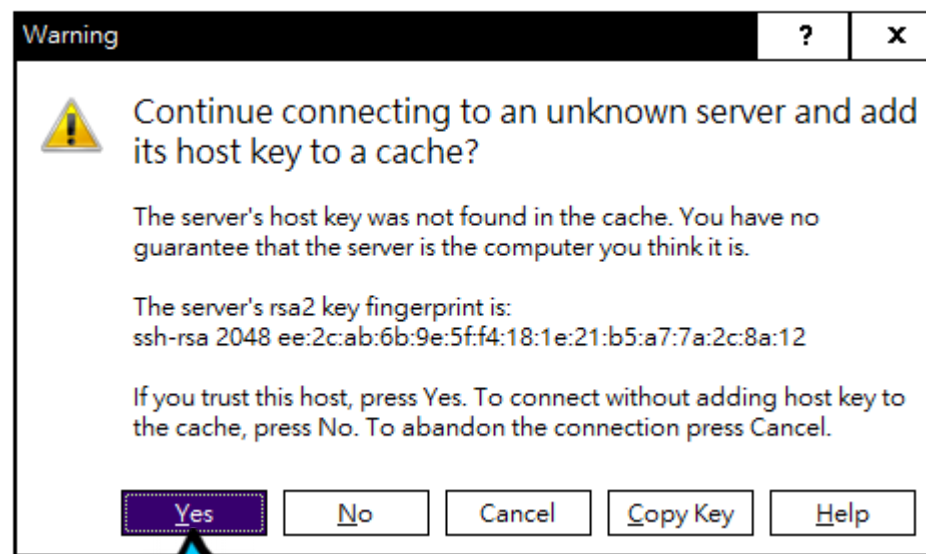 Warning
?
x
Continue connecting to an unknown server and add
its host key to a cache?
The server's host key was not found in the cache. You have no
guarantee that the server is the computer you think it is.
The server's rsa2 key fingerprint is:
ssh-rsa 2048 ee:2c:ab:6b:9e:5f:f4:18:1e:21:b5:a7:7a:2c:8a:12
If you trust this host, press Yes. To connect without adding host key to
the cache, press No. To abandon the connection press Cancel.
Yes No Cancel Copy Key Help